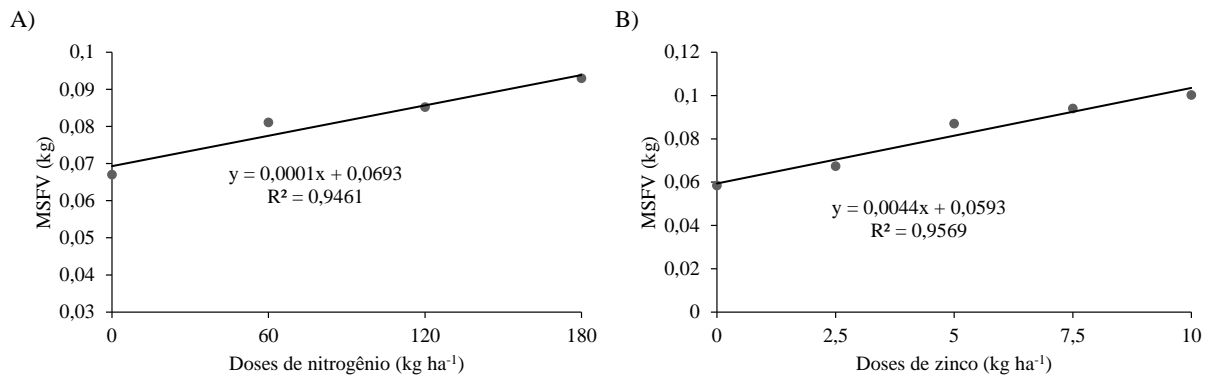 A)
0,1
0,09
0,08
0,07
0,06
0,05
0,04
0,03
MSFV (kg)
y = 0,0001x + 0,0693
R² = 0,9461
0 60 120 180
Doses de nitrogênio (kg ha⁻¹)
B)
0,12
0,1
0,08
0,06
0,04
0,02
0
MSFV (kg)
y = 0,0044x + 0,0593
R² = 0,9569
0 2,5 5 7,5 10
Doses de zinco (kg ha⁻¹)